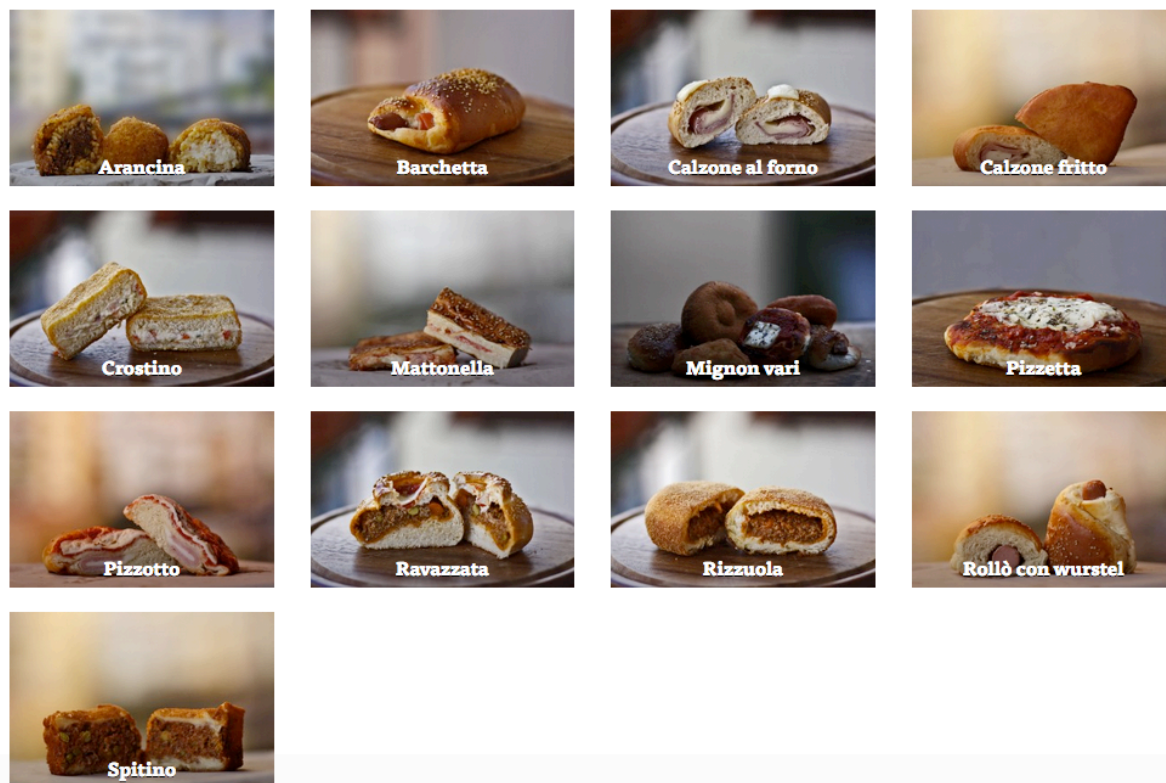 Arancina
Barchetta
Calzone al forno
Calzone fritto
Crostino
Mattonella
Mignon vari
Pizzetta
Pizzotto
Ravazzata
Rizzuola
Rollò con wurstel
Spitino